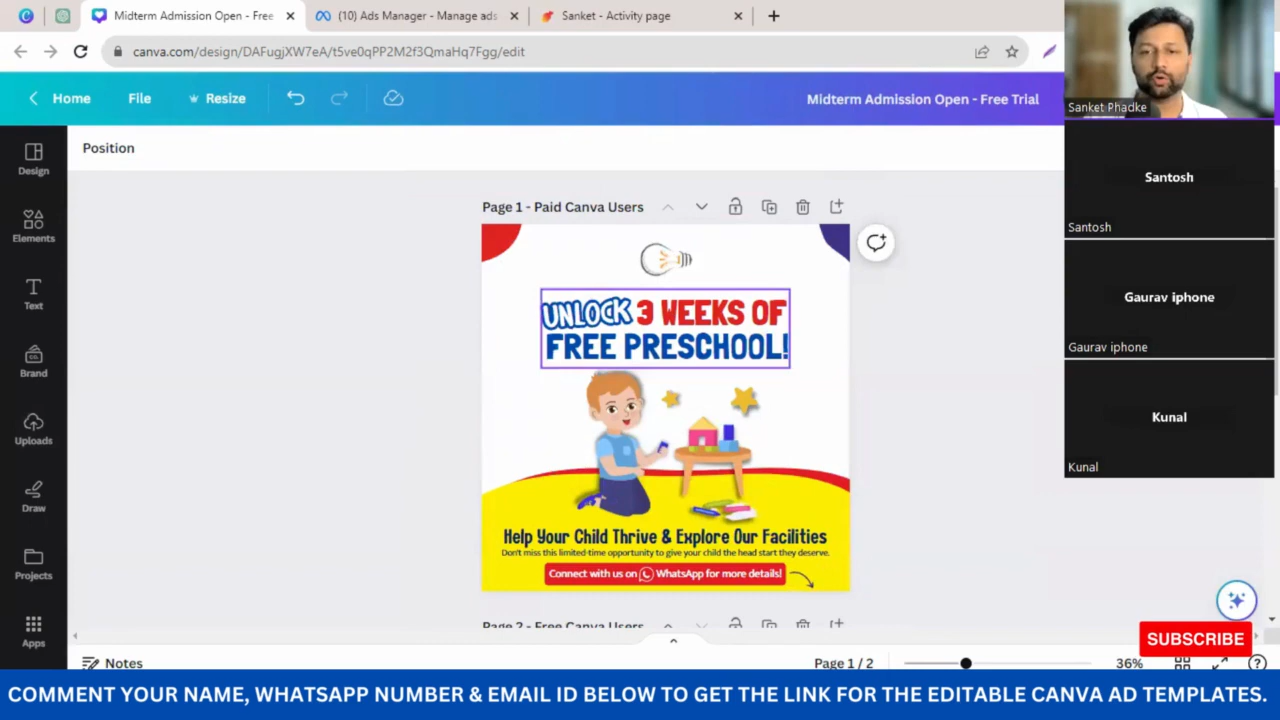 Midterm Admission Open - Free
(10) Ads Manager - Manage ads
Sanket - Activity page
canva.com/design/DAFugjXW7eA/t5ve0qPP2M2f3QmaHq7Fgg/edit
Home
File
Resize
Midterm Admission Open - Free Trial
Position
Design
Elements
Text
Brand
Uploads
Draw
Projects
Apps
Page 1 - Paid Canva Users
UNLOCK 3 WEEKS OF
FREE PRESCHOOL!
Help Your Child Thrive & Explore Our Facilities
Don't miss this limited-time opportunity to give your child the head start they deserve.
Connect with us on WhatsApp for more details!
Page 2 - Free Canva Users
Notes
Page 1 / 2
36%
Sanket Phadke
Santosh
Santosh
Gaurav iphone
Gaurav iphone
Kunal
Kunal
SUBSCRIBE
COMMENT YOUR NAME, WHATSAPP NUMBER & EMAIL ID BELOW TO GET THE LINK FOR THE EDITABLE CANVA AD TEMPLATES.